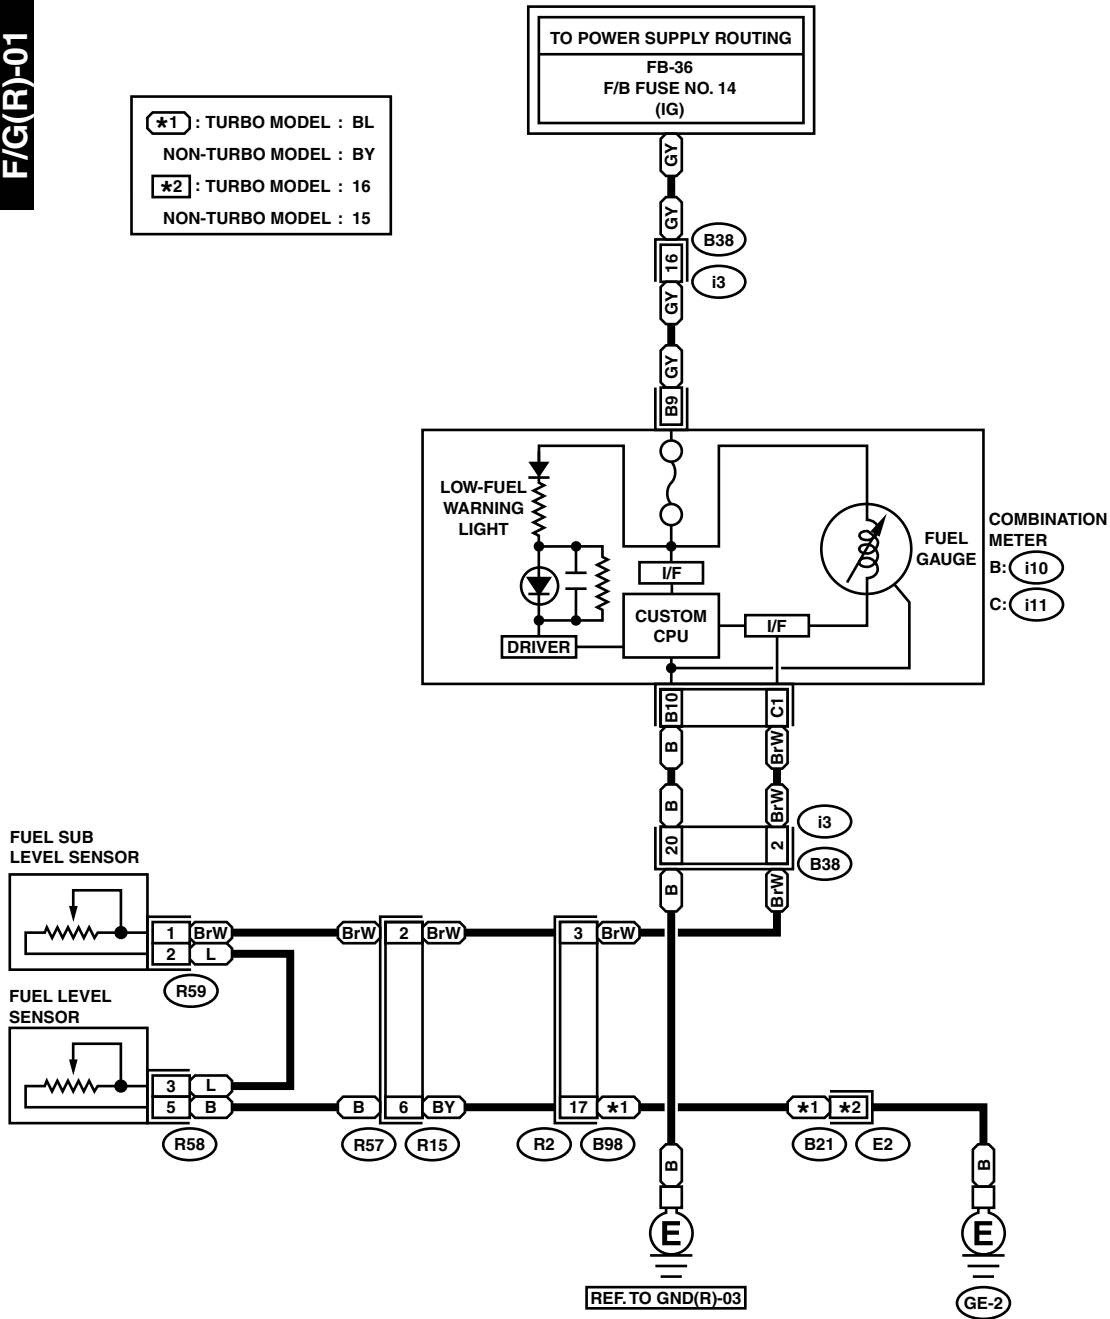 F/G(R)-01
TO POWER SUPPLY ROUTING
FB-36
F/B FUSE NO. 14
(IG)
*1 : TURBO MODEL : BL
NON-TURBO MODEL : BY
*2 : TURBO MODEL : 16
NON-TURBO MODEL : 15
GY
GY
B38
16
i3
GY
GY
B9
LOW-FUEL
WARNING
LIGHT
FUEL
GAUGE
COMBINATION
METER
B: i10
C: i11
I/F
CUSTOM
CPU
I/F
DRIVER
B10 C1
B BrW
B BrW
i3
20 2
B38
B BrW
FUEL SUB
LEVEL SENSOR
1 BrW BrW 2 BrW 3 BrW
2 L
R59
FUEL LEVEL
SENSOR
3 L
5 B B 6 BY 17 *1 *1 *2
R58 R57 R15 R2 B98 B21 E2
B B
E E
REF. TO GND(R)-03
GE-2